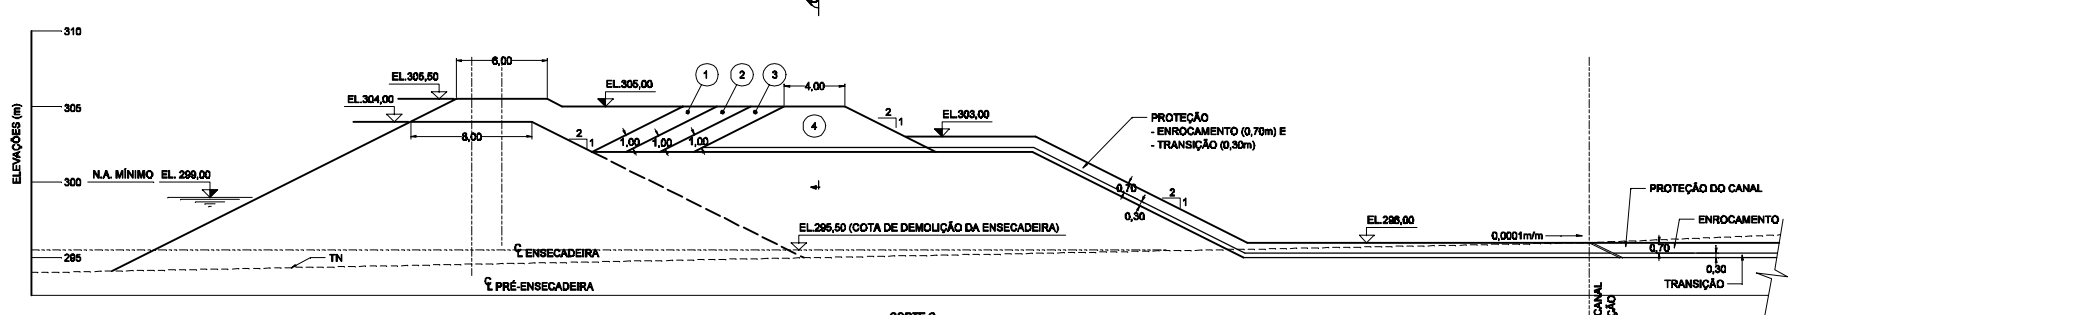 310
6,00
EL.305,50
1
2
3
EL.305,00
4,00
EL.304,00
305
ELEVAÇÕES (m)
8,00
2
1
1,00
1,00
1,00
4
2
1
EL.303,00
PROTEÇÃO
- ENROCAMENTO (0,70m) E
- TRANSIÇÃO (0,30m)
300
N.A. MÍNIMO
EL. 299,00
0,70
0,30
2
1
PROTEÇÃO DO CANAL
ENROCAMENTO
EL.296,00
0,0001m/m
0,70
0,30
TRANSIÇÃO
EL.295,50 (COTA DE DEMOLIÇÃO DA ENSECADEIRA)
295
TN
ENSECADEIRA
PRÉ-ENSECADEIRA
CANAL